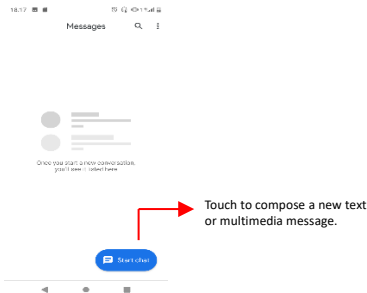 18.17
Messages
Once you start a new conversation,
you'll see it listed here
Touch to compose a new text
or multimedia message.
Start chat